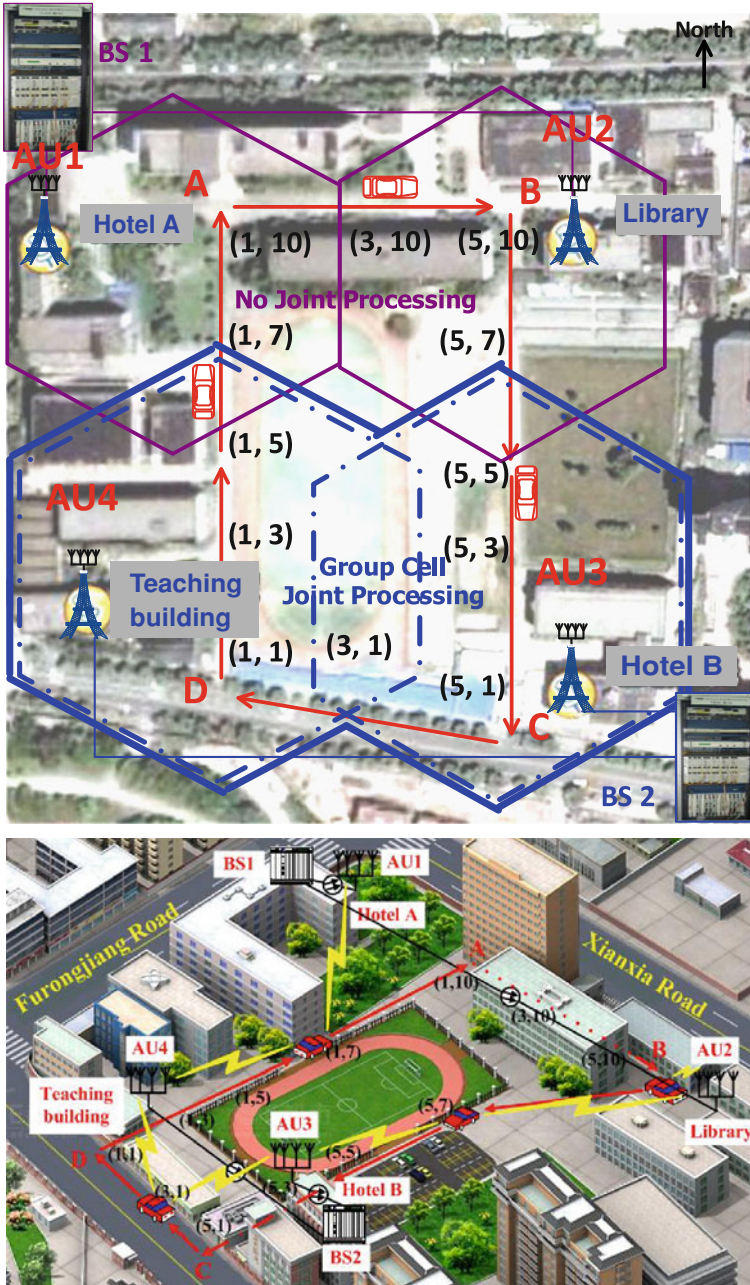 BS 1
North
AU1
AU2
A
B
Hotel A
Library
(1, 10)
(3, 10)
(5, 10)
No Joint Processing
(1, 7)
(5, 7)
(1, 5)
(5, 5)
AU4
(1, 3)
(5, 3)
Group Cell
Joint Processing
AU3
Teaching
building
(1, 1)
(3, 1)
(5, 1)
Hotel B
D
C
BS 2
BS1
AU1
Hotel A
Furongjiang Road
Xianxia Road
A
(1,10)
(3,10)
(5,10)
B
AU2
AU4
(1,7)
Teaching
building
(1,5)
(5,7)
Library
AU3
(5,5)
D
(1,1)
(3,1)
Hotel B
(5,1)
C
BS2